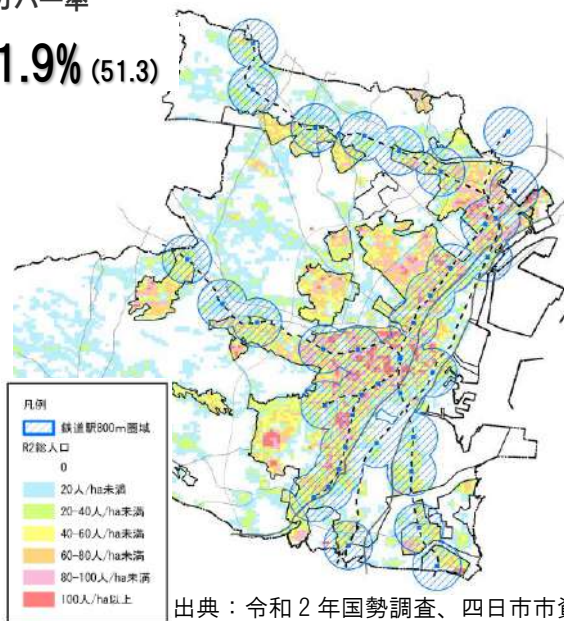 1.9% (51.3)
凡例
鉄道駅800m圏域
R2総人口
0
20人/ha未満
20-40人/ha未満
40-60人/ha未満
60-80人/ha未満
80-100人/ha未満
100人/ha以上
出典：令和2年国勢調査、四日市市